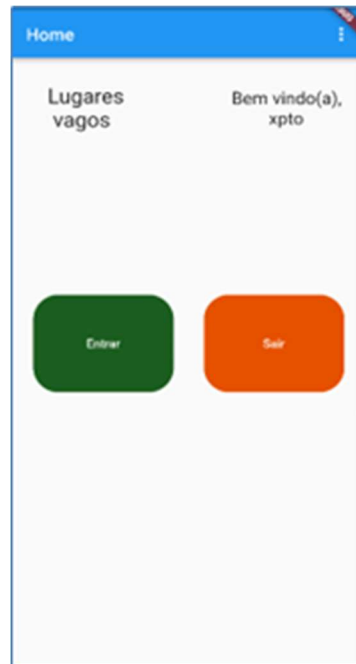 Home
Lugares
vagos
Bem vindo(a),
xpto
Entrar
Sair